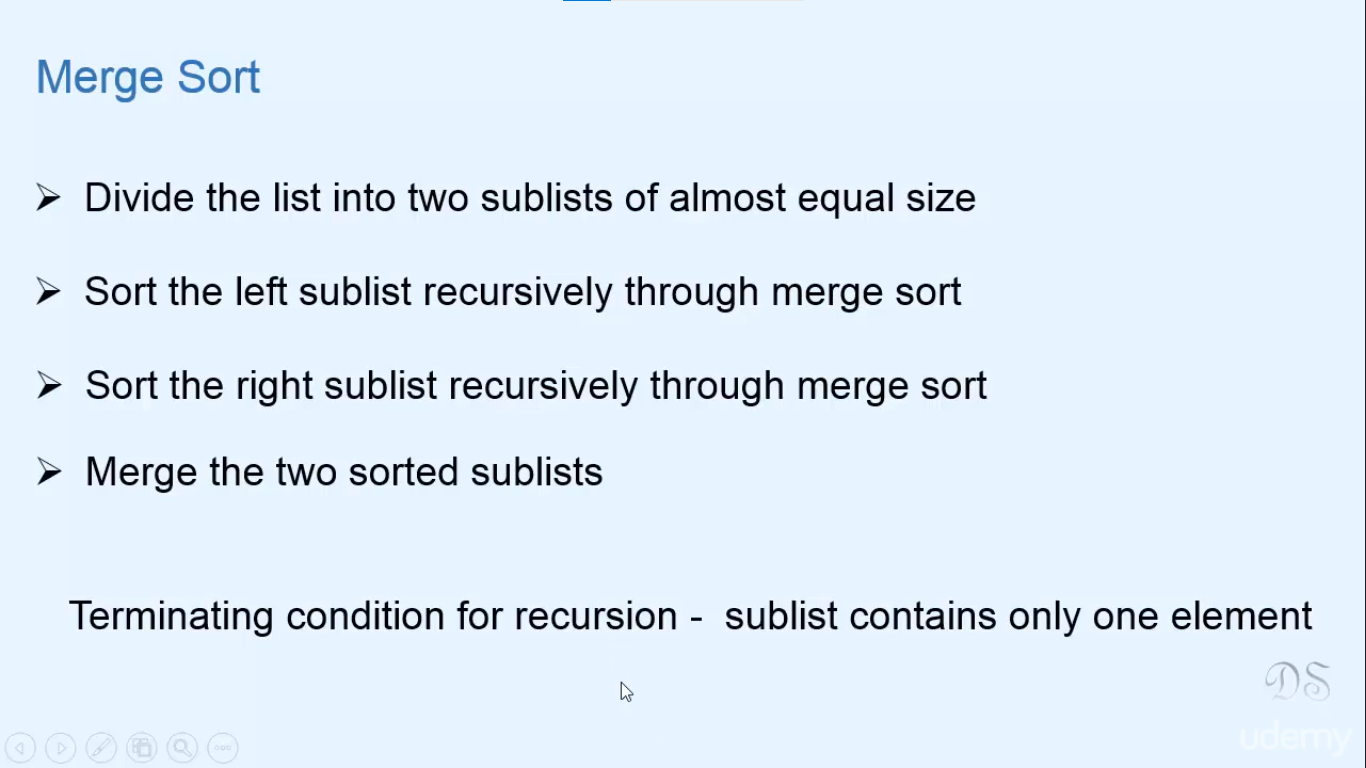 Merge Sort
Divide the list into two sublists of almost equal size
Sort the left sublist recursively through merge sort
Sort the right sublist recursively through merge sort
Merge the two sorted sublists
Terminating condition for recursion - sublist contains only one element
DS
udemy